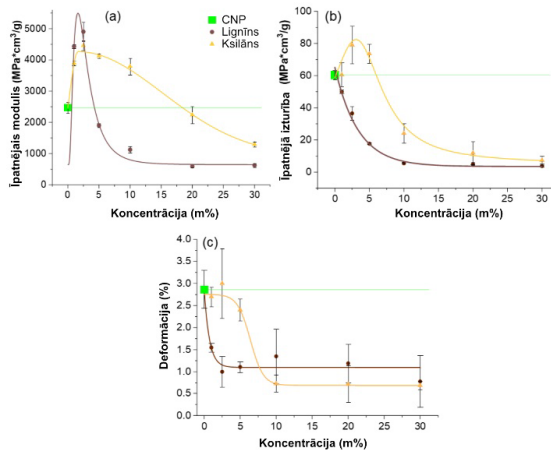 (a)
CNP
Lignīns
Ksilāns
Īpatnējais modulis (MPa*cm³/g)
5000
4000
3000
2000
1000
0
0 5 10 15 20 25 30
Koncentrācija (m%)
(b)
Īpatnējā izturība (MPa*cm³/g)
100
80
60
40
20
0
0 5 10 15 20 25 30
Koncentrācija (m%)
(c)
Deformācija (%)
4.0
3.5
3.0
2.5
2.0
1.5
1.0
0.5
0.0
0 5 10 15 20 25 30
Koncentrācija (m%)